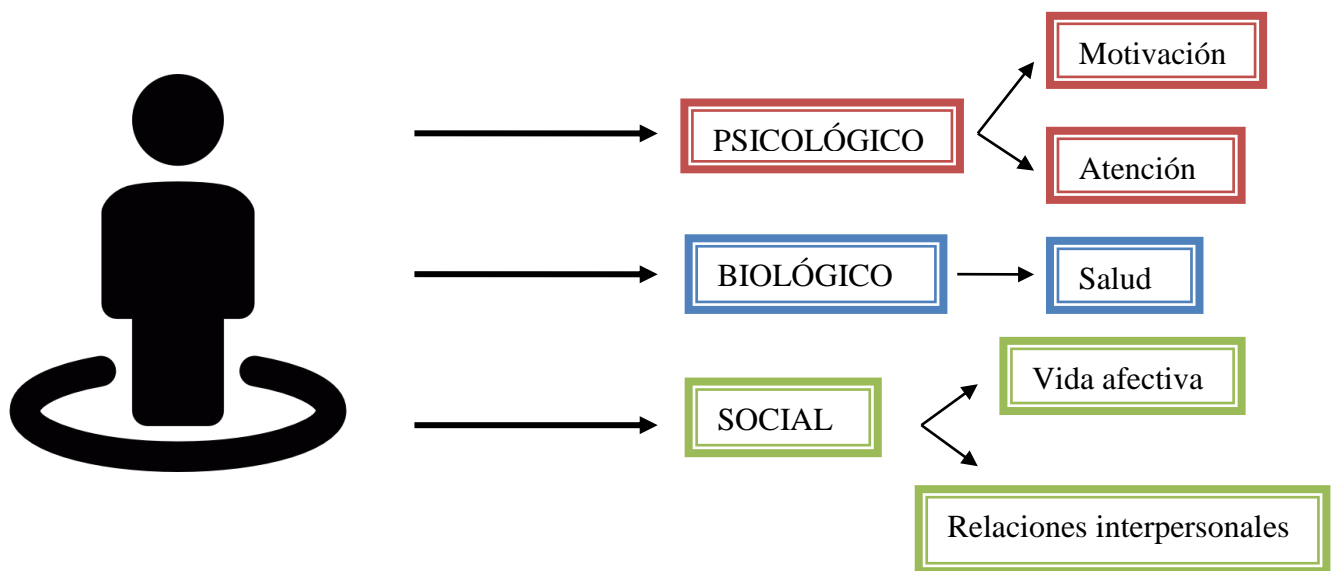 Motivación
PSICOLÓGICO
Atención
BIOLÓGICO
Salud
Vida afectiva
SOCIAL
Relaciones interpersonales